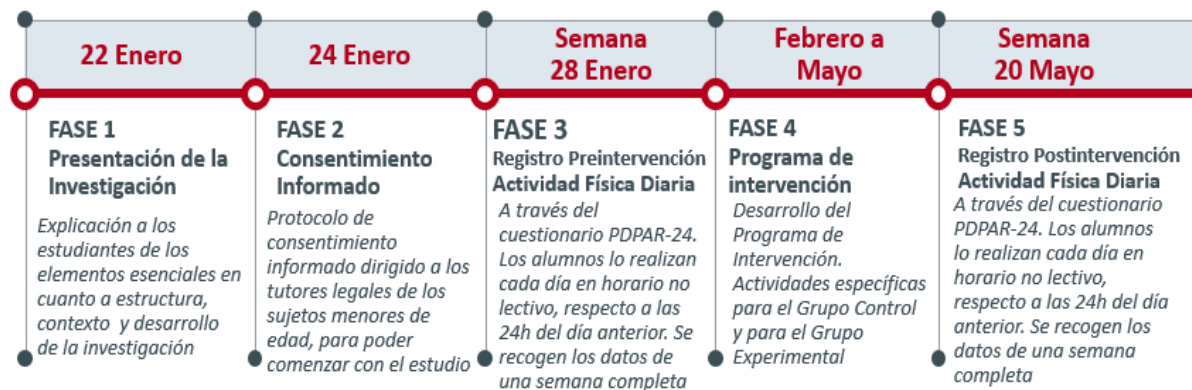 22 Enero
24 Enero
Semana
28 Enero
Febrero a
Mayo
Semana
20 Mayo
FASE 1
Presentación de la
Investigación
Explicación a los
estudiantes de los
elementos esenciales en
cuanto a estructura,
contexto y desarrollo
de la investigación
FASE 2
Consentimiento
Informado
Protocolo de
consentimiento
informado dirigido a los
tutores legales de los
sujetos menores de
edad, para poder
comenzar con el estudio
FASE 3
Registro Preintervención
Actividad Física Diaria
A través del
cuestionario PDPAR-24.
Los alumnos lo realizan
cada día en horario no
lectivo, respecto a las
24h del día anterior. Se
recogen los datos de
una semana completa
FASE 4
Programa de
intervención
Desarrollo del
Programa de
Intervención.
Actividades específicas
para el Grupo Control
y para el Grupo
Experimental
FASE 5
Registro Postintervención
Actividad Física Diaria
A través del cuestionario
PDPAR-24. Los alumnos
lo realizan cada día en
horario no lectivo,
respecto a las 24h del día
anterior. Se recogen los
datos de una semana
completa